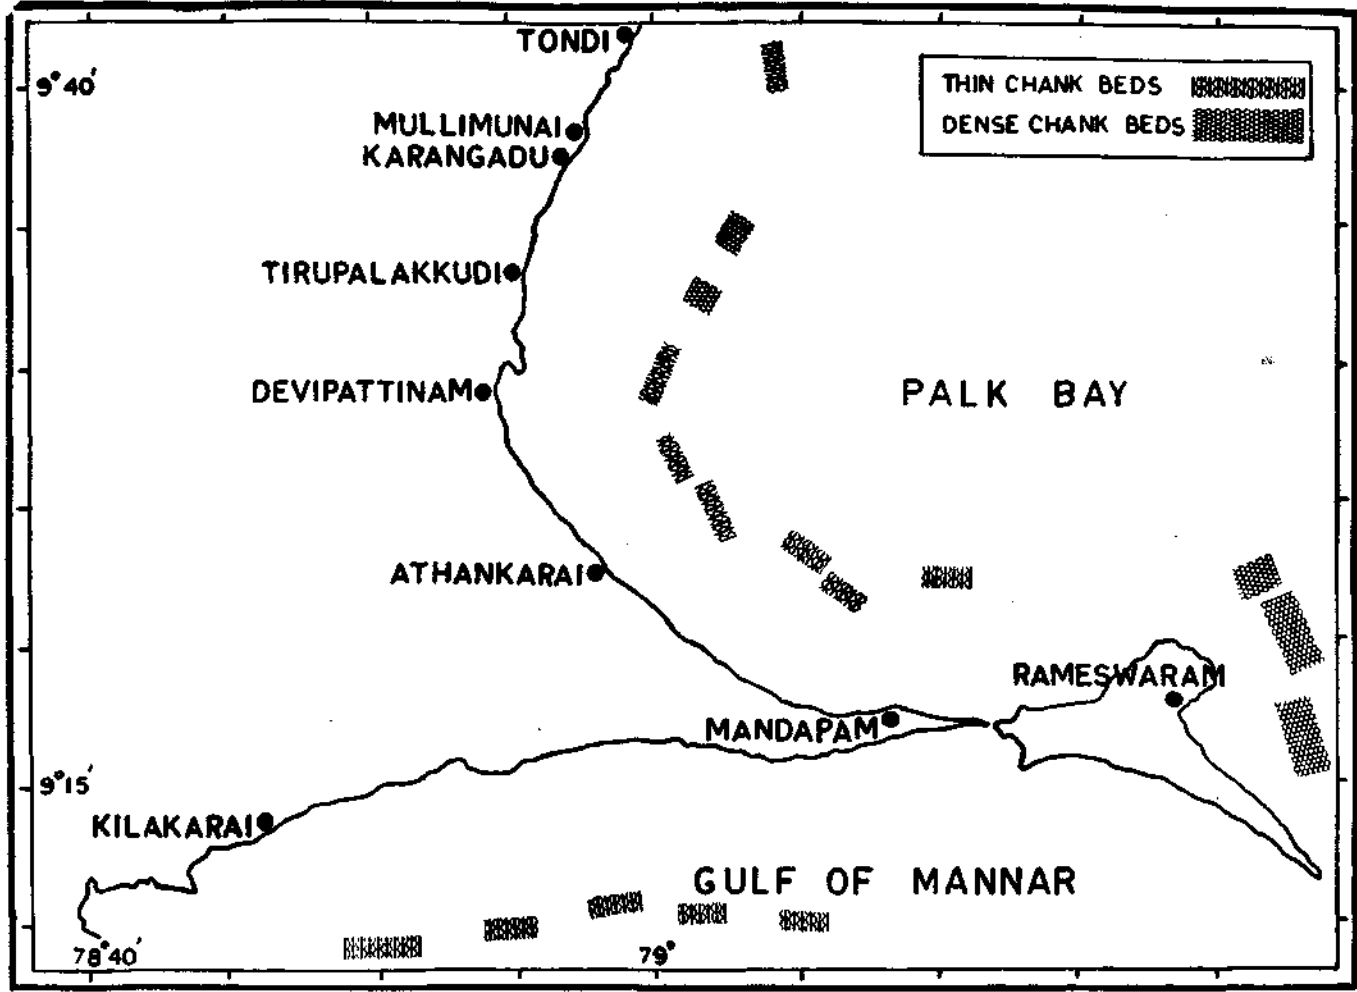 TONDI
9°40'
THIN CHANK BEDS
DENSE CHANK BEDS
MULLIMUNAI
KARANGADU
TIRUPALAKKUDI
DEVIPATTINAM
PALK BAY
ATHANKARAI
RAMESWARAM
MANDAPAM
9°15'
KILAKARAI
GULF OF MANNAR
78°40'
79°